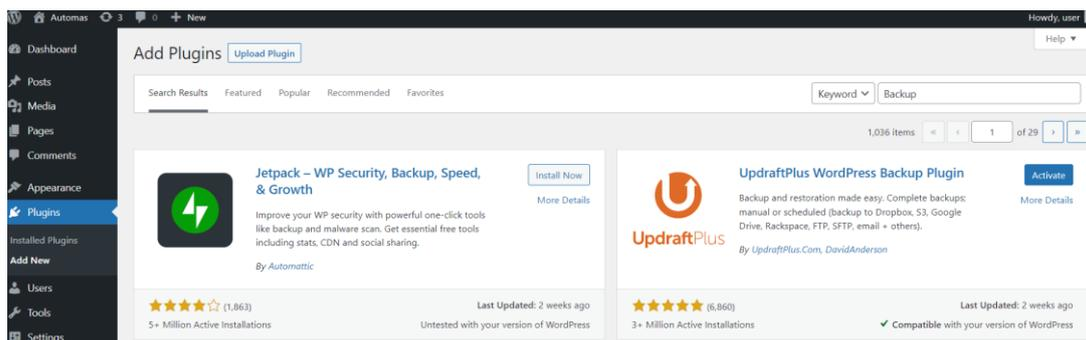 Automas 3 0 + New Howdy, user
Dashboard
Posts
Media
Pages
Comments
Appearance
Plugins
Installed Plugins
Add New
Users
Tools
Settings
Help ▼
Add Plugins Upload Plugin
Search Results Featured Popular Recommended Favorites Keyword Backup
1,036 items « ‹ 1 of 29 › »
Jetpack – WP Security, Backup, Speed,
& Growth
Install Now
More Details
Improve your WP security with powerful one-click tools
like backup and malware scan. Get essential free tools
including stats, CDN and social sharing.
By Automattic
(1,863)
Last Updated: 2 weeks ago
5+ Million Active Installations
Untested with your version of WordPress
UpdraftPlus
UpdraftPlus WordPress Backup Plugin
Activate
More Details
Backup and restoration made easy. Complete backups;
manual or scheduled (backup to Dropbox, S3, Google
Drive, Rackspace, FTP, SFTP, email + others).
By UpdraftPlus.Com, DavidAnderson
(6,860)
Last Updated: 2 weeks ago
3+ Million Active Installations
✔ Compatible with your version of WordPress